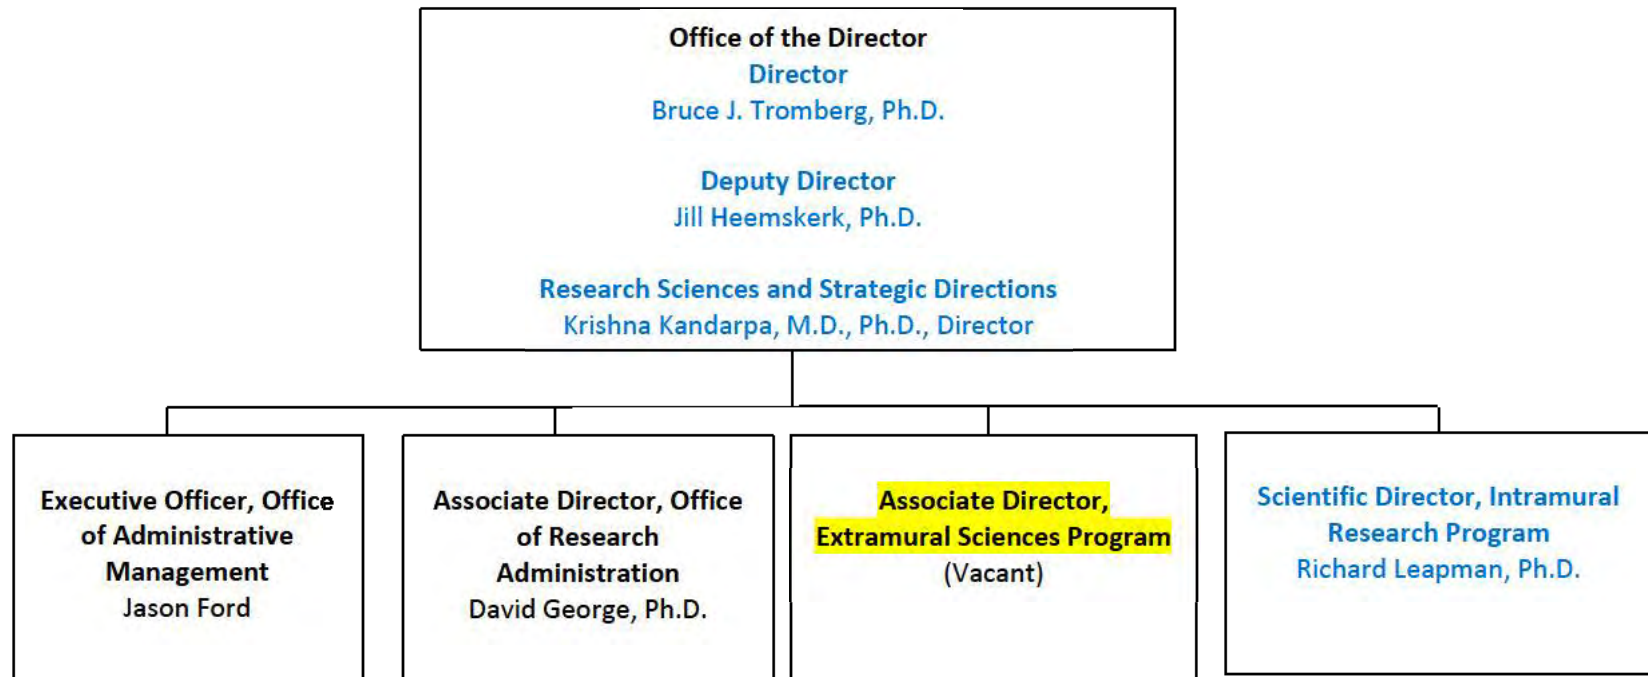 Office of the Director
Director
Bruce J. Tromberg, Ph.D.
Deputy Director
Jill Heemskerk, Ph.D.
Research Sciences and Strategic Directions
Krishna Kandarpa, M.D., Ph.D., Director
Executive Officer, Office
of Administrative
Management
Jason Ford
Associate Director, Office
of Research
Administration
David George, Ph.D.
Associate Director,
Extramural Sciences Program
(Vacant)
Scientific Director, Intramural
Research Program
Richard Leapman, Ph.D.